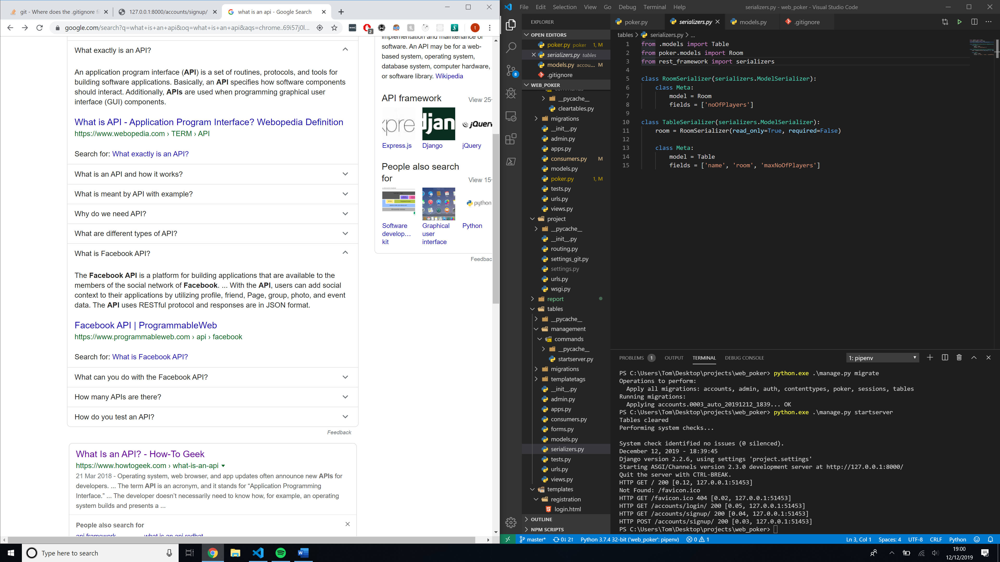 git - Where does the .gitignore fi
127.0.0.1:8000/accounts/signup/
what is an api - Google Search
google.com/search?q=what+is+an+api&oq=what+is+an+api&aqs=chrome..69i57j0l...
2
t
What exactly is an API?
An application program interface (API) is a set of routines, protocols, and tools for
building software applications. Basically, an API specifies how software components
should interact. Additionally, APIs are used when programming graphical user
interface (GUI) components.
What is API - Application Program Interface? Webopedia Definition
https://www.webopedia.com › TERM › API
Search for: What exactly is an API?
What is an API and how it works?
What is meant by API with example?
Why do we need API?
What are different types of API?
What is Facebook API?
The Facebook API is a platform for building applications that are available to the
members of the social network of Facebook. ... With the API, users can add social
context to their applications by utilizing profile, friend, Page, group, photo, and event
data. The API uses RESTful protocol and responses are in JSON format.
Facebook API | ProgrammableWeb
https://www.programmableweb.com › api › facebook
Search for: What is Facebook API?
What can you do with the Facebook API?
How many APIs are there?
How do you test an API?
Feedback
What Is an API? - How-To Geek
https://www.howtogeek.com › what-is-an-api
21 Mar 2018 - Operating system, web browser, and app updates often announce new APIs for
developers. ... The term API is an acronym, and it stands for “Application Programming
Interface.” ... The developer doesn’t necessarily need to know how, for example, an operating
system builds and presents a ...
People also search for
api framework what is an api redhat
implementation and maintenance of
software. An API may be for a web-
based system, operating system,
database system, computer hardware,
or software library. Wikipedia
API framework View 25+
xpre djan jQuery
Express.js Django jQuery
People also search
for View 15+
python
Software Graphical Python
develop... user
kit interface
Feedbac
File Edit Selection View Go Debug Terminal Help
serializers.py - web_poker - Visual Studio Code
EXPLORER
OPEN EDITORS
poker.py poker 1, M
serializers.py tables
models.py accou... M
.gitignore
WEB_POKER
commands
__pycache__
cleartables.py
migrations
__init__.py
admin.py
apps.py
consumers.py M
models.py
poker.py 1, M
tests.py
urls.py
views.py
project
__pycache__
__init__.py
routing.py
settings_git.py
settings.py
urls.py
wsgi.py
report
tables
__pycache__
management
commands
__pycache__
startserver.py
migrations
templatetags
__init__.py
admin.py
apps.py
consumers.py
forms.py
models.py
serializers.py
tests.py
urls.py
views.py
templates
registration
login.html
OUTLINE
NPM SCRIPTS
8
poker.py serializers.py models.py .gitignore
tables > serializers.py > ...
1 from .models import Table
2 from poker.models import Room
3 from rest_framework import serializers
4
5 class RoomSerializer(serializers.ModelSerializer):
6 class Meta:
7 model = Room
8 fields = ['noOfPlayers']
9
10 class TableSerializer(serializers.ModelSerializer):
11 room = RoomSerializer(read_only=True, required=False)
12
13 class Meta:
14 model = Table
15 fields = ['name', 'room', 'maxNoOfPlayers']
PROBLEMS 1 OUTPUT TERMINAL DEBUG CONSOLE 1: pipenv
PS C:\Users\Tom\Desktop\projects\web_poker> python.exe .\manage.py migrate
Operations to perform:
Apply all migrations: accounts, admin, auth, contenttypes, poker, sessions, tables
Running migrations:
Applying accounts.0003_auto_20191212_1839... OK
PS C:\Users\Tom\Desktop\projects\web_poker> python.exe .\manage.py startserver
Tables cleared
Performing system checks...
System check identified no issues (0 silenced).
December 12, 2019 - 18:39:45
Django version 2.2.6, using settings 'project.settings'
Starting ASGI/Channels version 2.3.0 development server at http://127.0.0.1:8000/
Quit the server with CTRL-BREAK.
HTTP GET / 200 [0.12, 127.0.0.1:51453]
Not Found: /favicon.ico
HTTP GET /favicon.ico 404 [0.02, 127.0.0.1:51453]
HTTP GET /accounts/login/ 200 [0.05, 127.0.0.1:51453]
HTTP GET /accounts/signup/ 200 [0.04, 127.0.0.1:51453]
HTTP POST /accounts/signup/ 200 [0.03, 127.0.0.1:51453]
PS C:\Users\Tom\Desktop\projects\web_poker>
master* 0↓ 2↑ Python 3.7.4 32-bit ('web_poker': pipenv) 0 1
Ln 3, Col 1 Spaces: 4 UTF-8 CRLF Python
Type here to search
19:00
12/12/2019